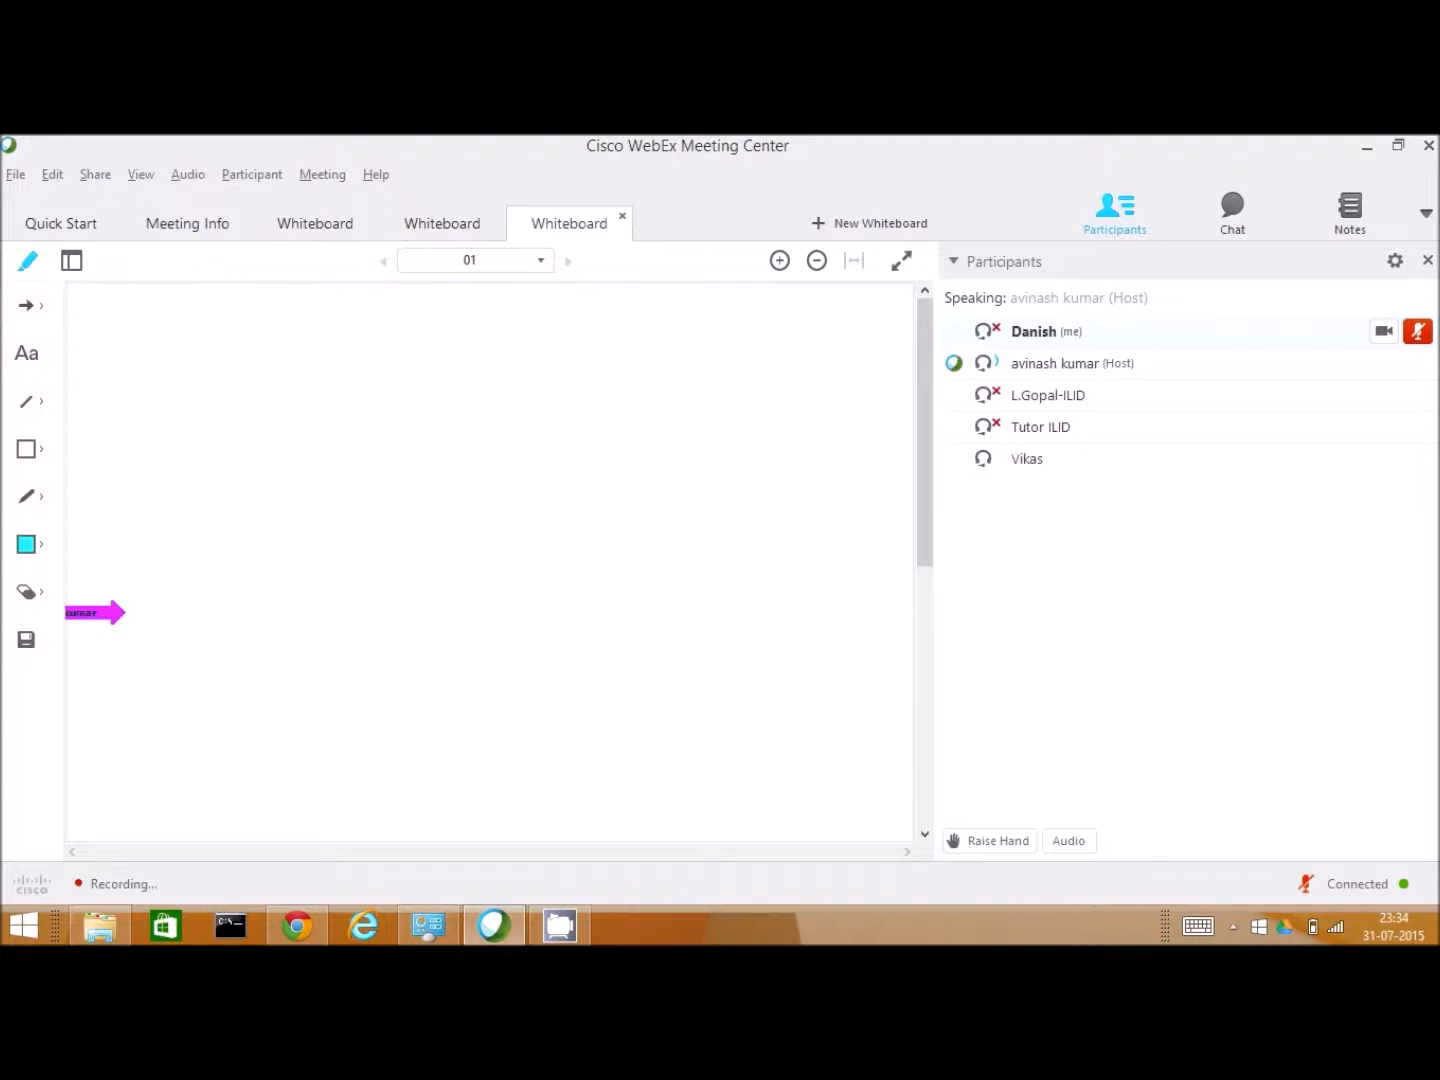 Cisco WebEx Meeting Center
File Edit Share View Audio Participant Meeting Help
Quick Start Meeting Info Whiteboard Whiteboard Whiteboard New Whiteboard
Participants Chat Notes
01
Participants
Speaking: avinash kumar (Host)
Danish (me)
avinash kumar (Host)
L.Gopal-ILID
Tutor ILID
Vikas
Aa
kumar
Raise Hand Audio
CISCO Recording... Connected
23:34
31-07-2015